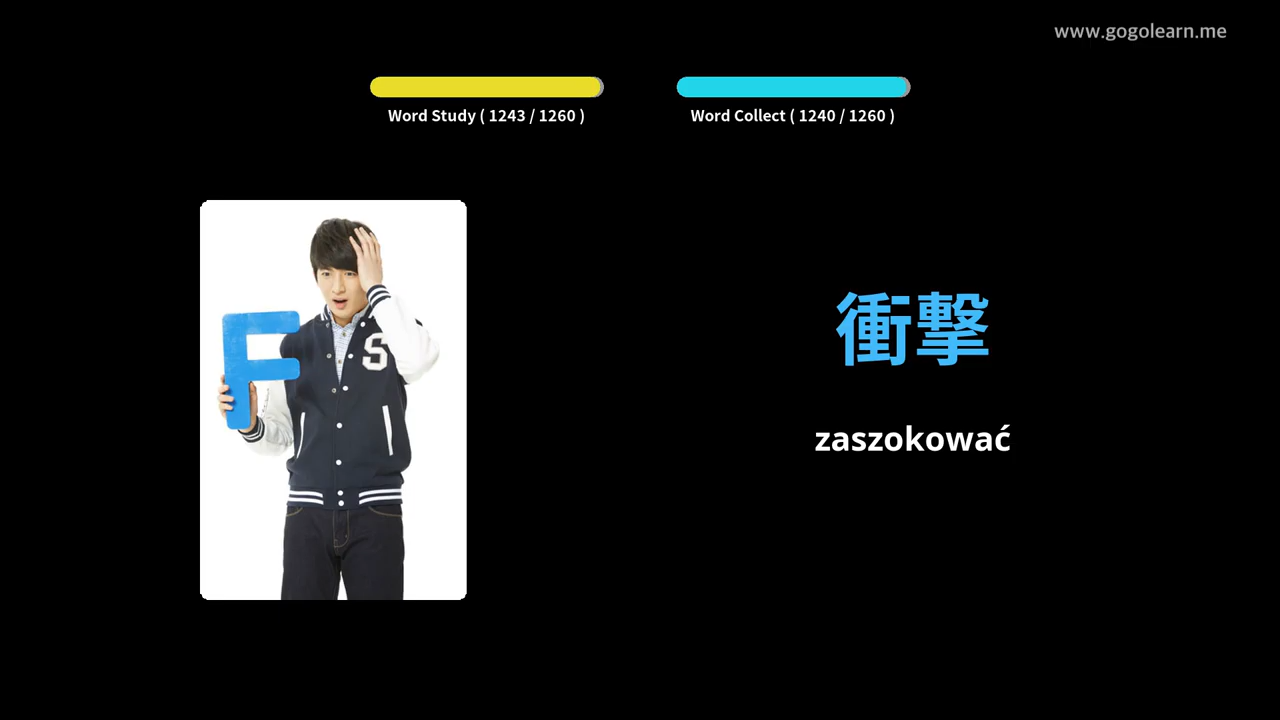 www.gogolearn.me
Word Study ( 1243 / 1260 )
Word Collect ( 1240 / 1260 )
F
S
衝撃
zaszokować